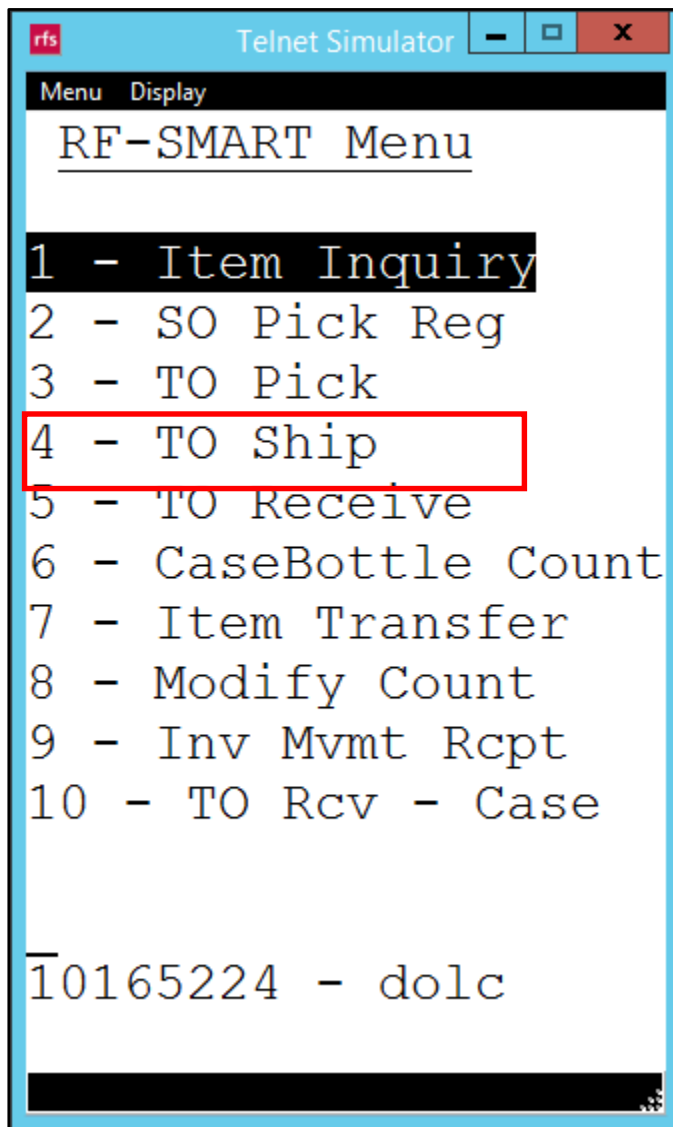 rfs Telnet Simulator
Menu Display
RF-SMART Menu
1 - Item Inquiry
2 - SO Pick Reg
3 - TO Pick
4 - TO Ship
5 - TO Receive
6 - CaseBottle Count
7 - Item Transfer
8 - Modify Count
9 - Inv Mvmt Rcpt
10 - TO Rcv - Case
10165224 - dolc